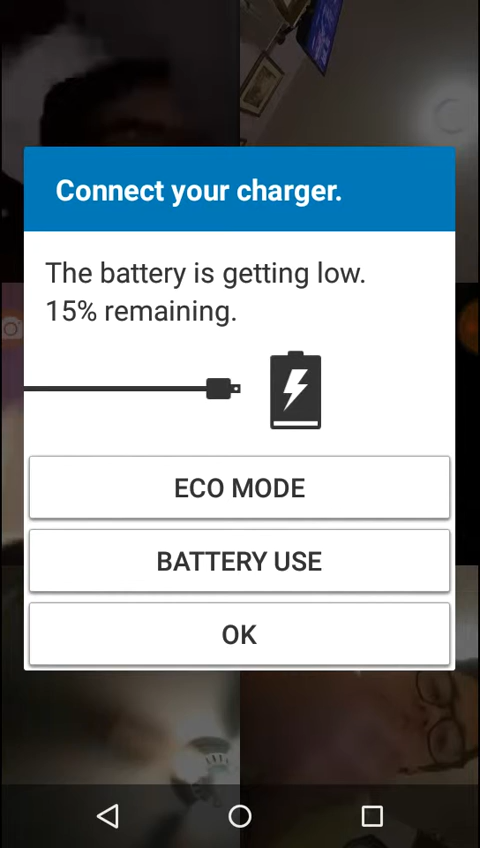 Connect your charger.
The battery is getting low.
15% remaining.
ECO MODE
BATTERY USE
OK